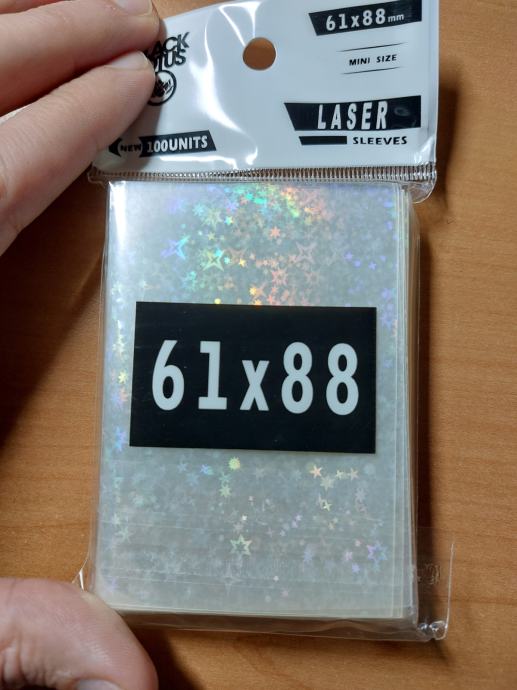 61x88mm
MINI SIZE
LASER
SLEEVES
NEW 100UNITS
61x88